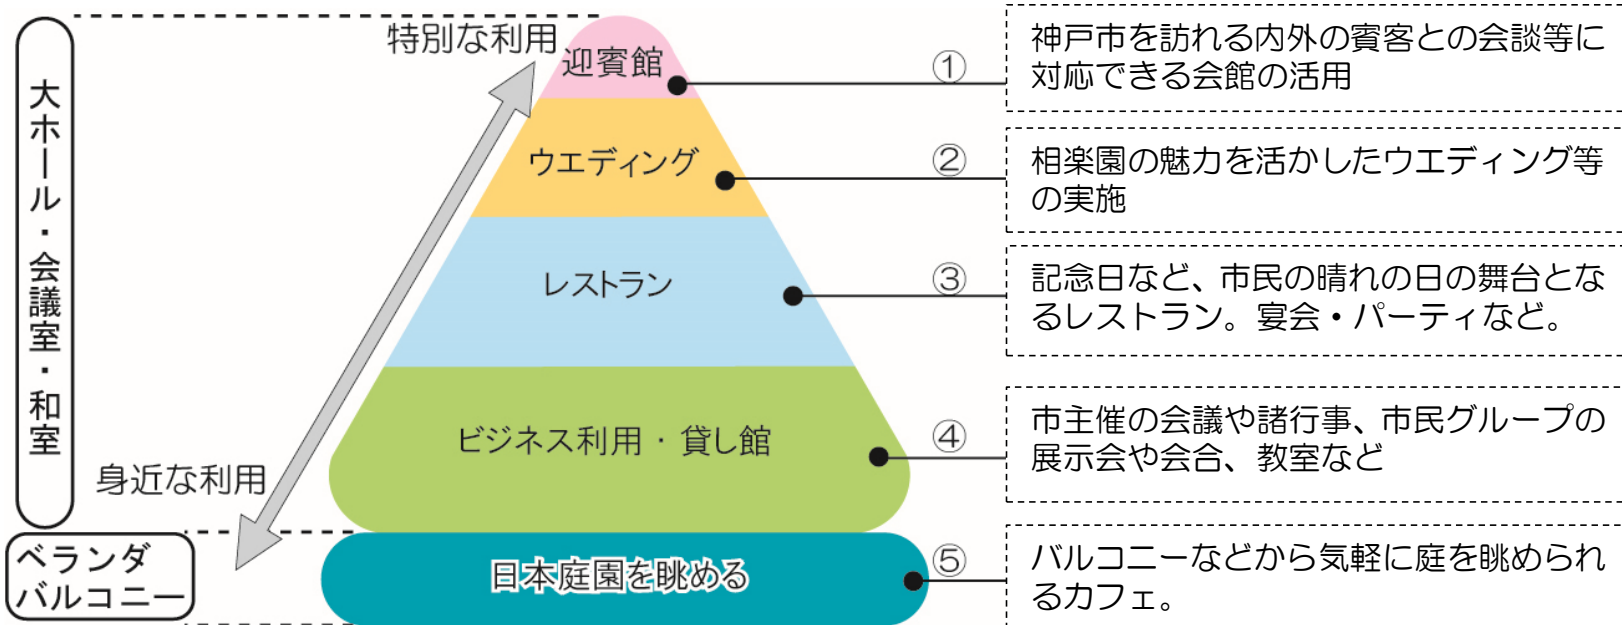 大ホール・会議室・和室
特別な利用
身近な利用
ベランダ
バルコニー
迎賓館
①
神戸市を訪れる内外の賓客との会談等に
対応できる会館の活用
ウエディング
②
相楽園の魅力を活かしたウエディング等
の実施
レストラン
③
記念日など、市民の晴れの日の舞台とな
るレストラン。宴会・パーティなど。
ビジネス利用・貸し館
④
市主催の会議や諸行事、市民グループの
展示会や会合、教室など
日本庭園を眺める
⑤
バルコニーなどから気軽に庭を眺められ
るカフェ。